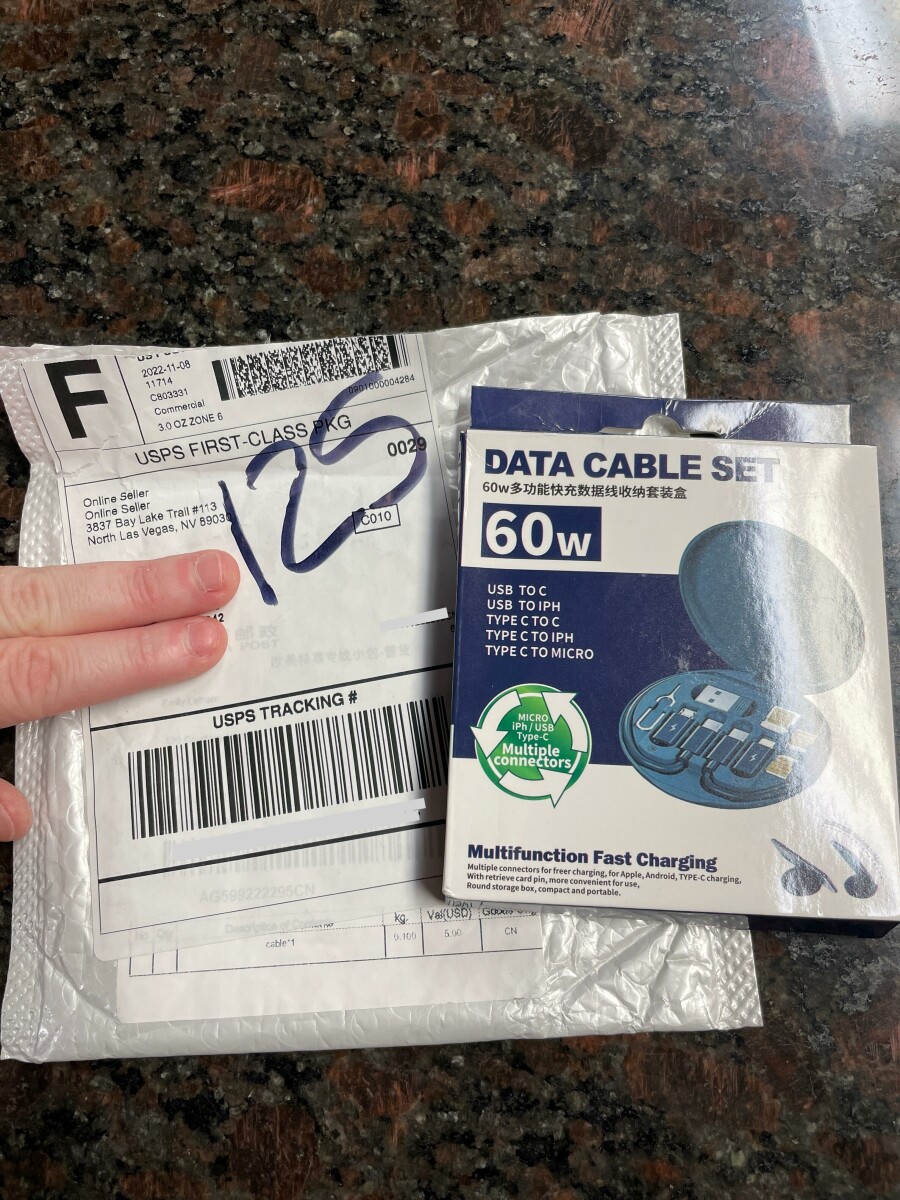 F
2022-11-08
11714
C803331
Commercial
3.0 OZ ZONE 6
0901000004284
USPS FIRST-CLASS PKG
0029
125
Online Seller
Online Seller
3837 Bay Lake Trail #113
North Las Vegas, NV 89030
C010
POST
USPS TRACKING #
AG599222295CN
Description of
kg.
Val(USD)
cable*1
0.100
5.00
CN
DATA CABLE SET
60w多功能快充数据线收纳套装盒
60w
USB TO C
USB TO IPH
TYPE C TO C
TYPE C TO IPH
TYPE C TO MICRO
MICRO
iPh / USB
Type-C
Multiple
connectors
Multifunction Fast Charging
Multiple connectors for freer charging, for Apple, Android, TYPE-C charging,
With retrieve card pin, more convenient for use,
Round storage box, compact and portable.